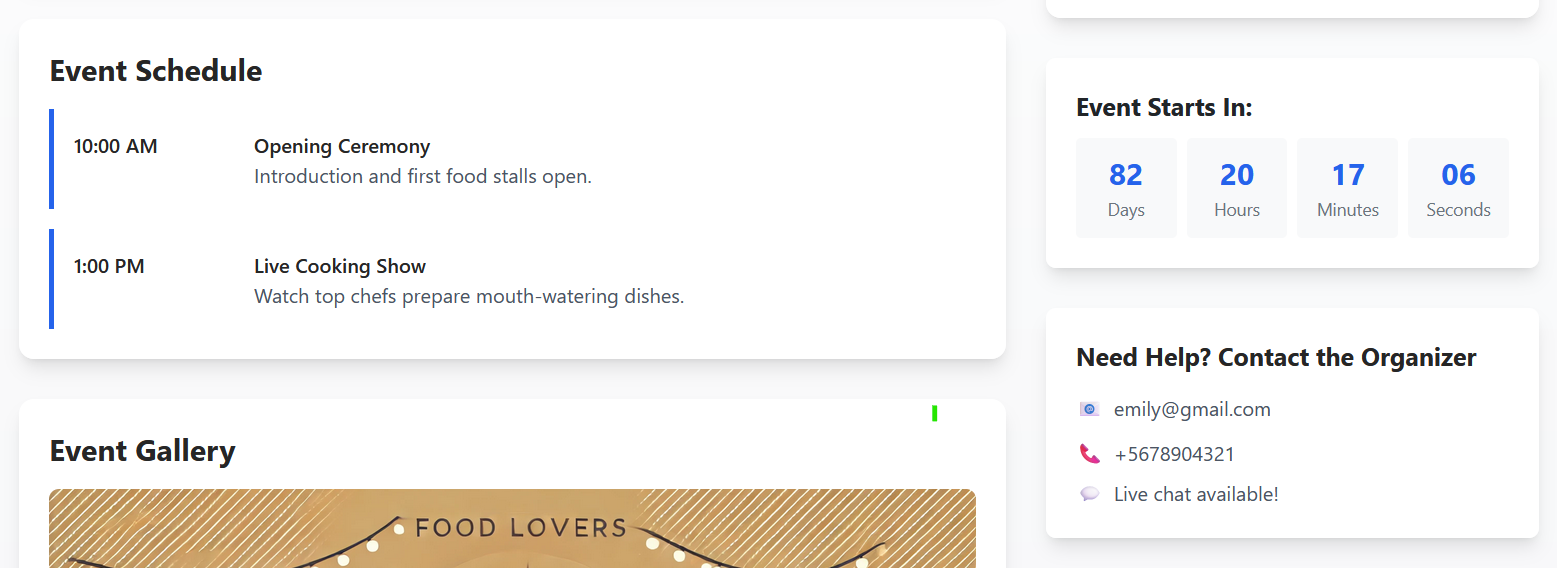 Event Schedule
10:00 AM
Opening Ceremony
Introduction and first food stalls open.
1:00 PM
Live Cooking Show
Watch top chefs prepare mouth-watering dishes.
Event Gallery
FOOD LOVERS
Event Starts In:
82 20 17 06
Days Hours Minutes Seconds
Need Help? Contact the Organizer
emily@gmail.com
+5678904321
Live chat available!